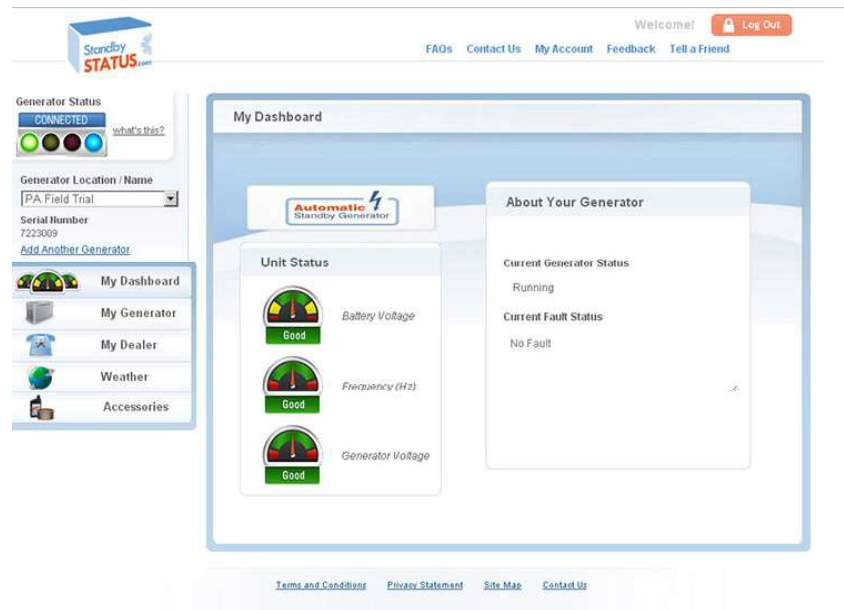 Welcome!
Log Out
Standby
STATUS.com
FAQs Contact Us My Account Feedback Tell a Friend
Generator Status
CONNECTED
what's this?
Generator Location / Name
PA Field Trial
Serial Number
7223009
Add Another Generator
My Dashboard
My Generator
My Dealer
Weather
Accessories
My Dashboard
Automatic
Standby Generator
Unit Status
Good
Battery Voltage
Good
Frequency (Hz)
Good
Generator Voltage
About Your Generator
Current Generator Status
Running
Current Fault Status
No Fault
Terms and Conditions Privacy Statement Site Map Contact Us